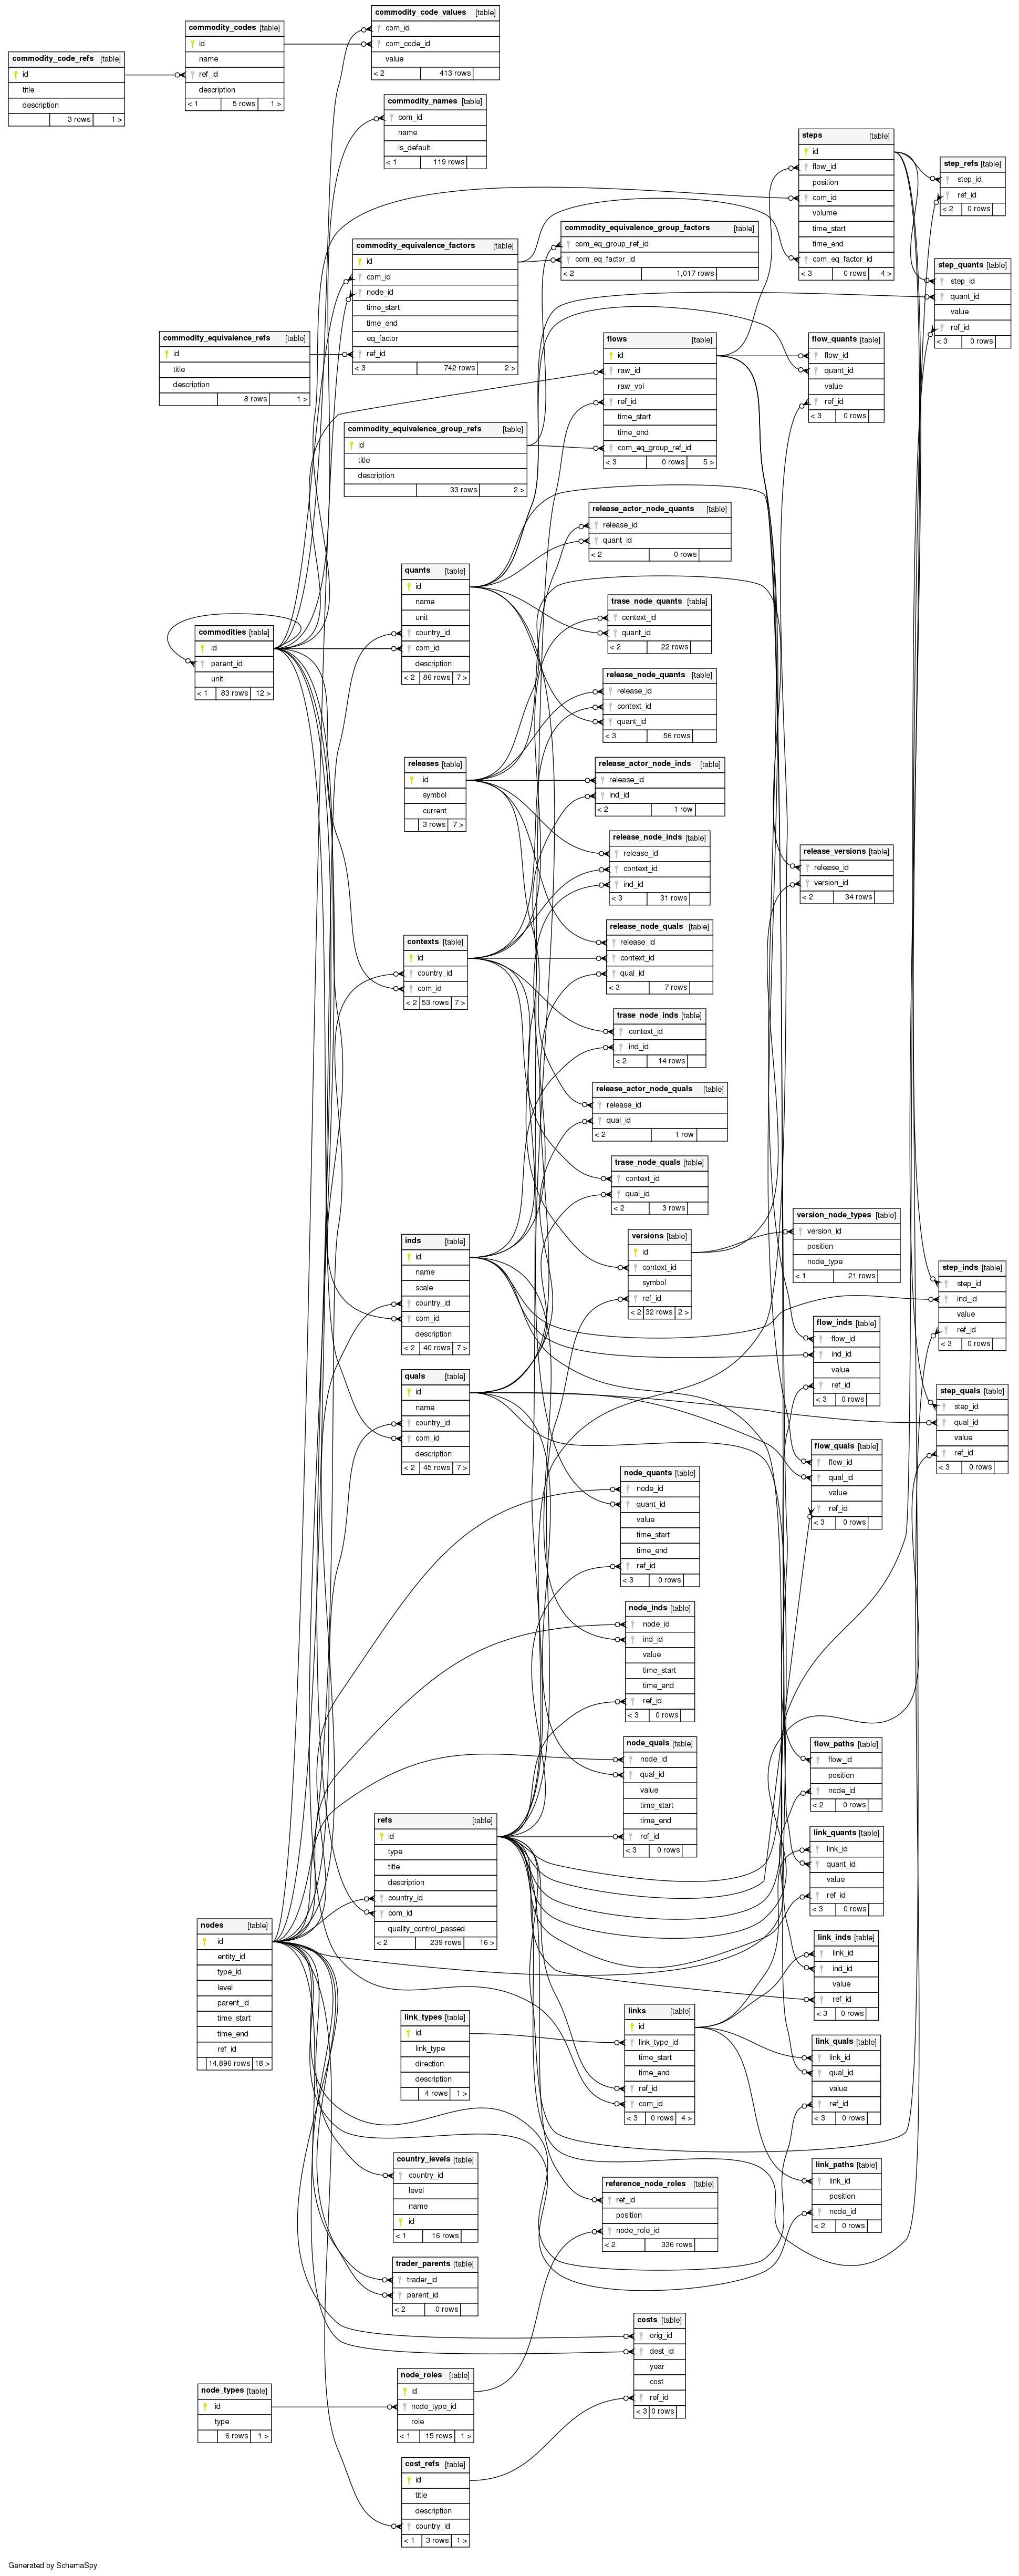 commodity_code_refs [table]
id
title
description
3 rows 1 >
commodity_codes [table]
id
name
ref_id
description
< 1 5 rows 1 >
commodity_code_values [table]
com_id
com_code_id
value
< 2 413 rows
commodity_names [table]
com_id
name
is_default
< 1 119 rows
steps [table]
id
flow_id
position
com_id
volume
time_start
time_end
com_eq_factor_id
< 3 0 rows 4 >
step_refs [table]
step_id
ref_id
< 2 0 rows
commodity_equivalence_group_factors [table]
com_eq_group_ref_id
com_eq_factor_id
< 2 1,017 rows
commodity_equivalence_factors [table]
id
com_id
node_id
time_start
time_end
eq_factor
ref_id
< 3 742 rows 2 >
step_quants [table]
step_id
quant_id
value
ref_id
< 3 0 rows
commodity_equivalence_refs [table]
id
title
description
8 rows 1 >
flows [table]
id
raw_id
raw_vol
ref_id
time_start
time_end
com_eq_group_ref_id
< 3 0 rows 5 >
flow_quants [table]
flow_id
quant_id
value
ref_id
< 3 0 rows
commodity_equivalence_group_refs [table]
id
title
description
33 rows 2 >
release_actor_node_quants [table]
release_id
quant_id
< 2 0 rows
quants [table]
id
name
unit
country_id
com_id
description
< 2 86 rows 7 >
trase_node_quants [table]
context_id
quant_id
< 2 22 rows
commodities [table]
id
parent_id
unit
< 1 83 rows 12 >
release_node_quants [table]
release_id
context_id
quant_id
< 3 56 rows
releases [table]
id
symbol
current
3 rows 7 >
release_actor_node_inds [table]
release_id
ind_id
< 2 1 row
release_node_inds [table]
release_id
context_id
ind_id
< 3 31 rows
release_versions [table]
release_id
version_id
< 2 34 rows
release_node_quals [table]
release_id
context_id
qual_id
< 3 7 rows
contexts [table]
id
country_id
com_id
< 2 53 rows 7 >
trase_node_inds [table]
context_id
ind_id
< 2 14 rows
release_actor_node_quals [table]
release_id
qual_id
< 2 1 row
trase_node_quals [table]
context_id
qual_id
< 2 3 rows
version_node_types [table]
version_id
position
node_type
< 1 21 rows
versions [table]
id
context_id
symbol
ref_id
< 2 32 rows 2 >
inds [table]
id
name
scale
country_id
com_id
description
< 2 40 rows 7 >
step_inds [table]
step_id
ind_id
value
ref_id
< 3 0 rows
flow_inds [table]
flow_id
ind_id
value
ref_id
< 3 0 rows
quals [table]
id
name
country_id
com_id
description
< 2 45 rows 7 >
step_quals [table]
step_id
qual_id
value
ref_id
< 3 0 rows
flow_quals [table]
flow_id
qual_id
value
ref_id
< 3 0 rows
node_quants [table]
node_id
quant_id
value
time_start
time_end
ref_id
< 3 0 rows
node_inds [table]
node_id
ind_id
value
time_start
time_end
ref_id
< 3 0 rows
node_quals [table]
node_id
qual_id
value
time_start
time_end
ref_id
< 3 0 rows
flow_paths [table]
flow_id
position
node_id
< 2 0 rows
refs [table]
id
type
title
description
country_id
com_id
quality_control_passed
< 2 239 rows 16 >
link_quants [table]
link_id
quant_id
value
ref_id
< 3 0 rows
nodes [table]
id
entity_id
type_id
level
parent_id
time_start
time_end
ref_id
14,896 rows 18 >
link_inds [table]
link_id
ind_id
value
ref_id
< 3 0 rows
link_types [table]
id
link_type
direction
description
4 rows 1 >
links [table]
id
link_type_id
time_start
time_end
ref_id
com_id
< 3 0 rows 4 >
link_quals [table]
link_id
qual_id
value
ref_id
< 3 0 rows
country_levels [table]
country_id
level
name
id
< 1 16 rows
link_paths [table]
link_id
position
node_id
< 2 0 rows
reference_node_roles [table]
ref_id
position
node_role_id
< 2 336 rows
trader_parents [table]
trader_id
parent_id
< 2 0 rows
costs [table]
orig_id
dest_id
year
cost
ref_id
< 3 0 rows
node_types [table]
id
type
6 rows 1 >
node_roles [table]
id
node_type_id
role
< 1 15 rows 1 >
cost_refs [table]
id
title
description
country_id
< 1 3 rows 1 >
Generated by SchemaSpy